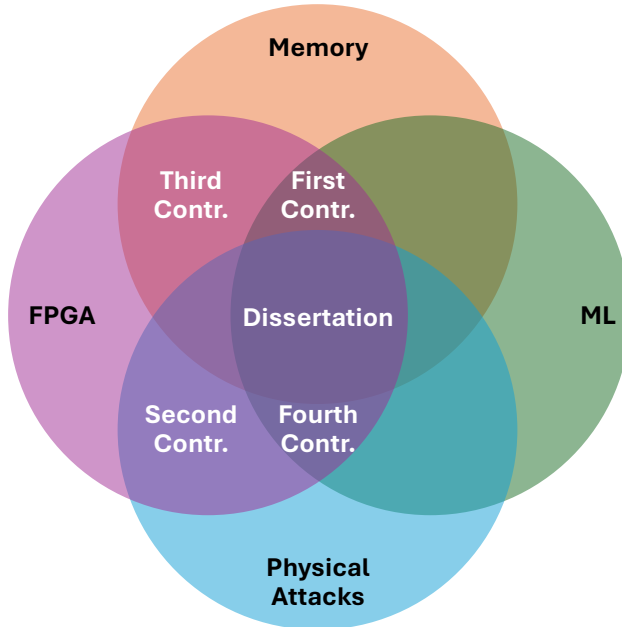 Memory
Third
Contr.
First
Contr.
FPGA
Dissertation
ML
Second
Contr.
Fourth
Contr.
Physical
Attacks